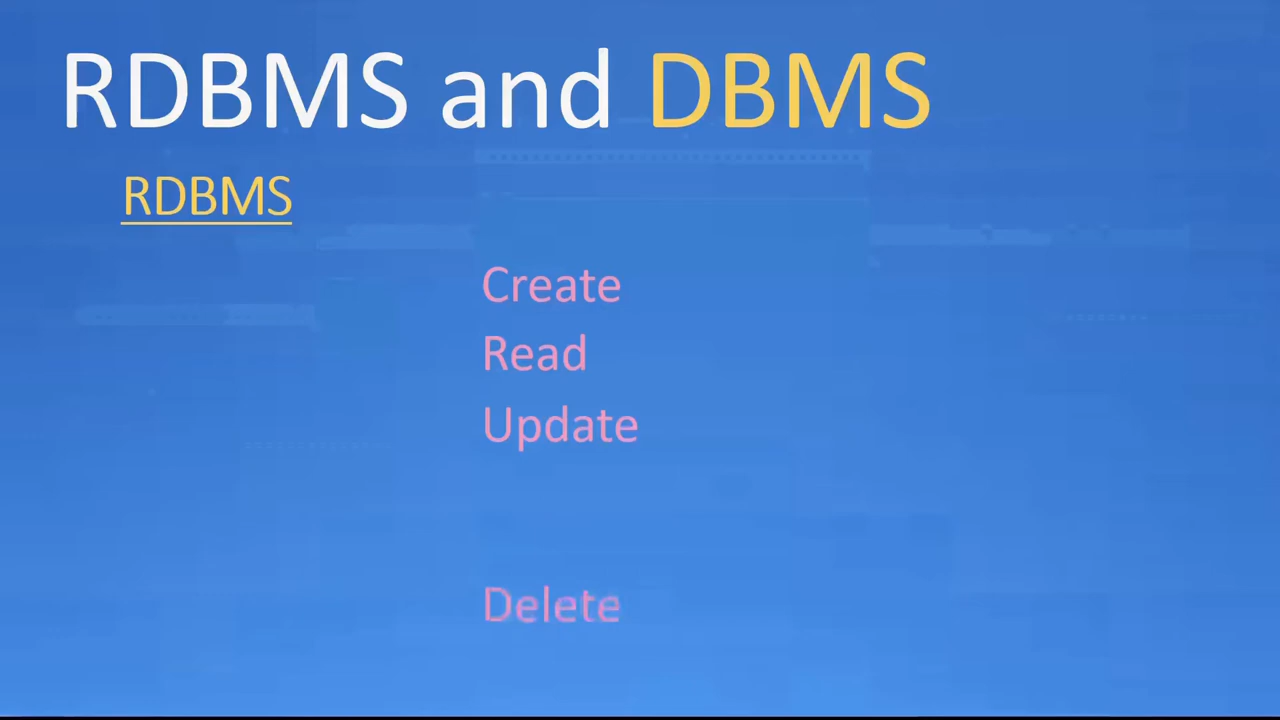 RDBMS and DBMS
RDBMS
Create
Read
Update
Delete